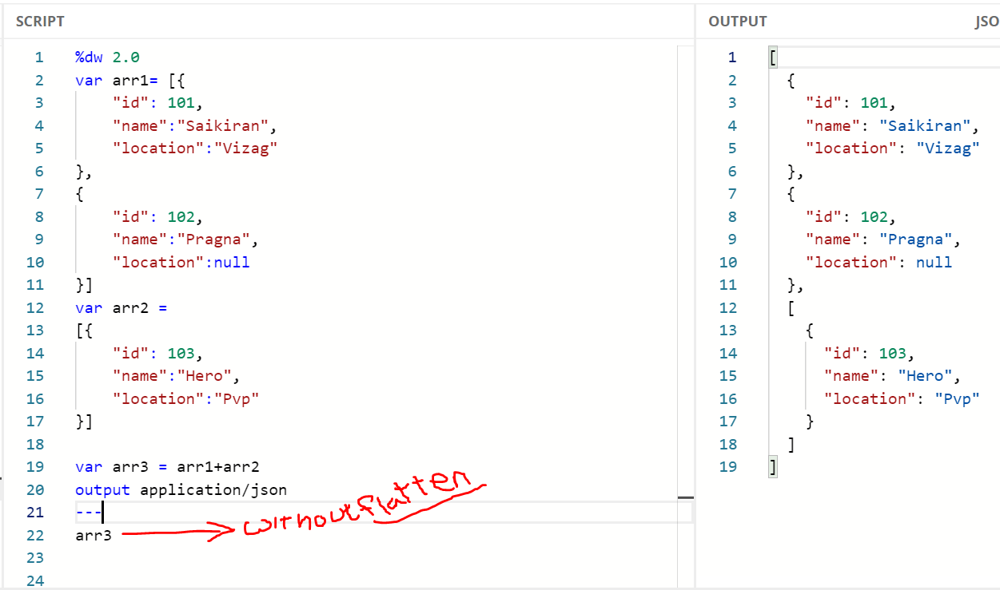 SCRIPT
1 %dw 2.0
2 var arr1= [{
3 "id": 101,
4 "name":"Saikiran",
5 "location":"Vizag"
6 },
7 {
8 "id": 102,
9 "name":"Pragna",
10 "location":null
11 }]
12 var arr2 =
13 [{
14 "id": 103,
15 "name":"Hero",
16 "location":"Pvp"
17 }]
18
19 var arr3 = arr1+arr2
20 output application/json
21 ---
22 arr3
without flatten
23
24
OUTPUT
JSO
1 [
2 {
3 "id": 101,
4 "name": "Saikiran",
5 "location": "Vizag"
6 },
7 {
8 "id": 102,
9 "name": "Pragna",
10 "location": null
11 },
12 [
13 {
14 "id": 103,
15 "name": "Hero",
16 "location": "Pvp"
17 }
18 ]
19 ]